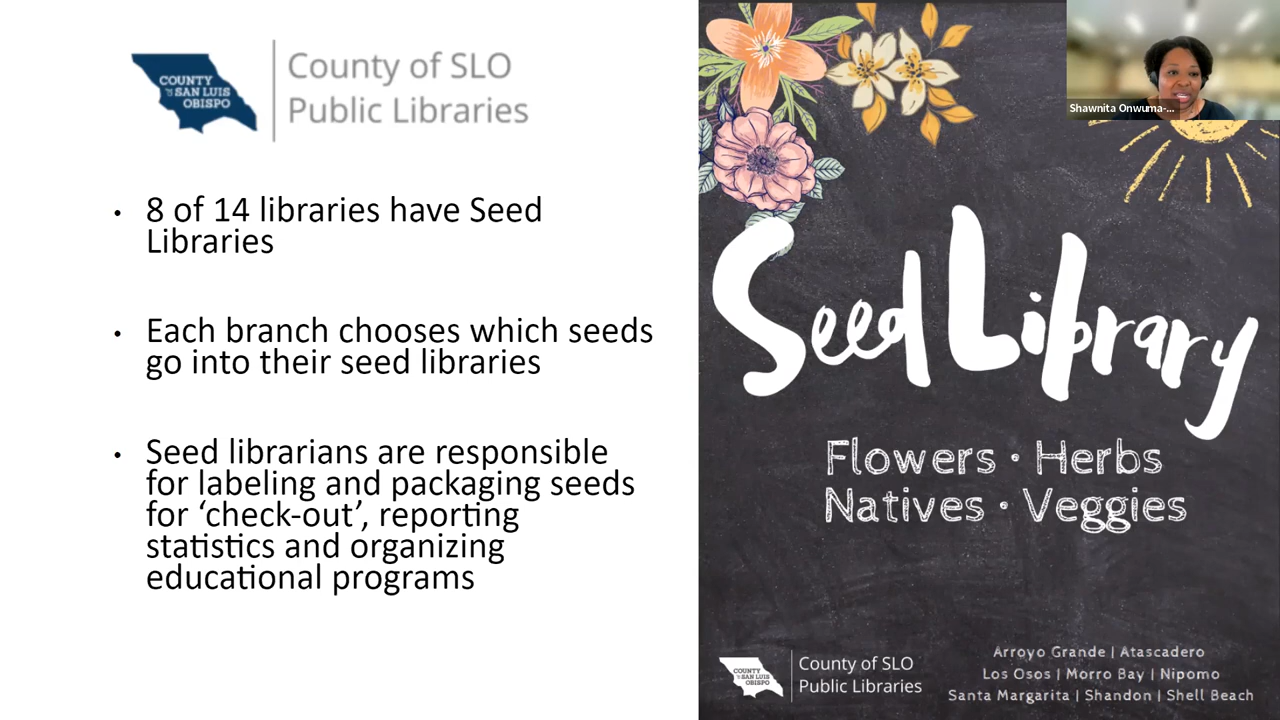 COUNTY
OF SAN LUIS
OBISPO
County of SLO
Public Libraries
• 8 of 14 libraries have Seed
Libraries
• Each branch chooses which seeds
go into their seed libraries
• Seed librarians are responsible
for labeling and packaging seeds
for ‘check-out’, reporting
statistics and organizing
educational programs
Shawnita Onwuma-...
Seed Library
Flowers • Herbs
Natives • Veggies
COUNTY
OF SAN LUIS
OBISPO
County of SLO
Public Libraries
Arroyo Grande | Atascadero
Los Osos | Morro Bay | Nipomo
Santa Margarita | Shandon | Shell Beach